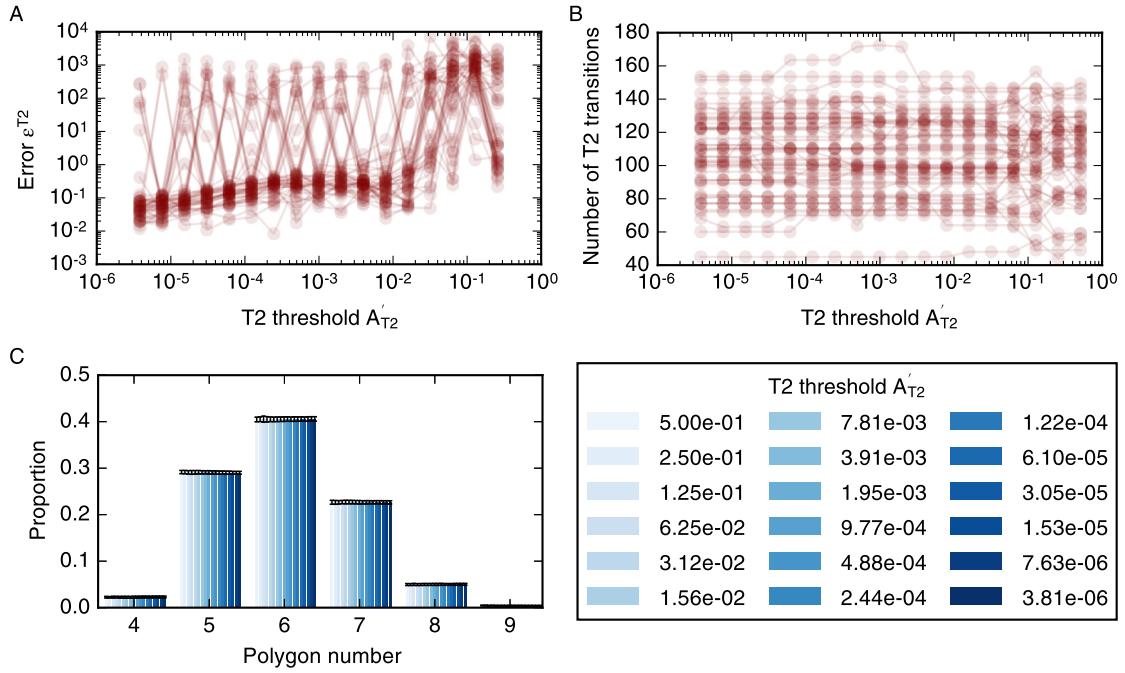 A
Error ε^T2
10^4
10^3
10^2
10^1
10^0
10^-1
10^-2
10^-3
10^-6 10^-5 10^-4 10^-3 10^-2 10^-1 10^0
T2 threshold A'_T2
B
Number of T2 transitions
180
160
140
120
100
80
60
40
10^-6 10^-5 10^-4 10^-3 10^-2 10^-1 10^0
T2 threshold A'_T2
C
Proportion
0.5
0.4
0.3
0.2
0.1
0.0
4 5 6 7 8 9
Polygon number
T2 threshold A'_T2
5.00e-01 7.81e-03 1.22e-04
2.50e-01 3.91e-03 6.10e-05
1.25e-01 1.95e-03 3.05e-05
6.25e-02 9.77e-04 1.53e-05
3.12e-02 4.88e-04 7.63e-06
1.56e-02 2.44e-04 3.81e-06